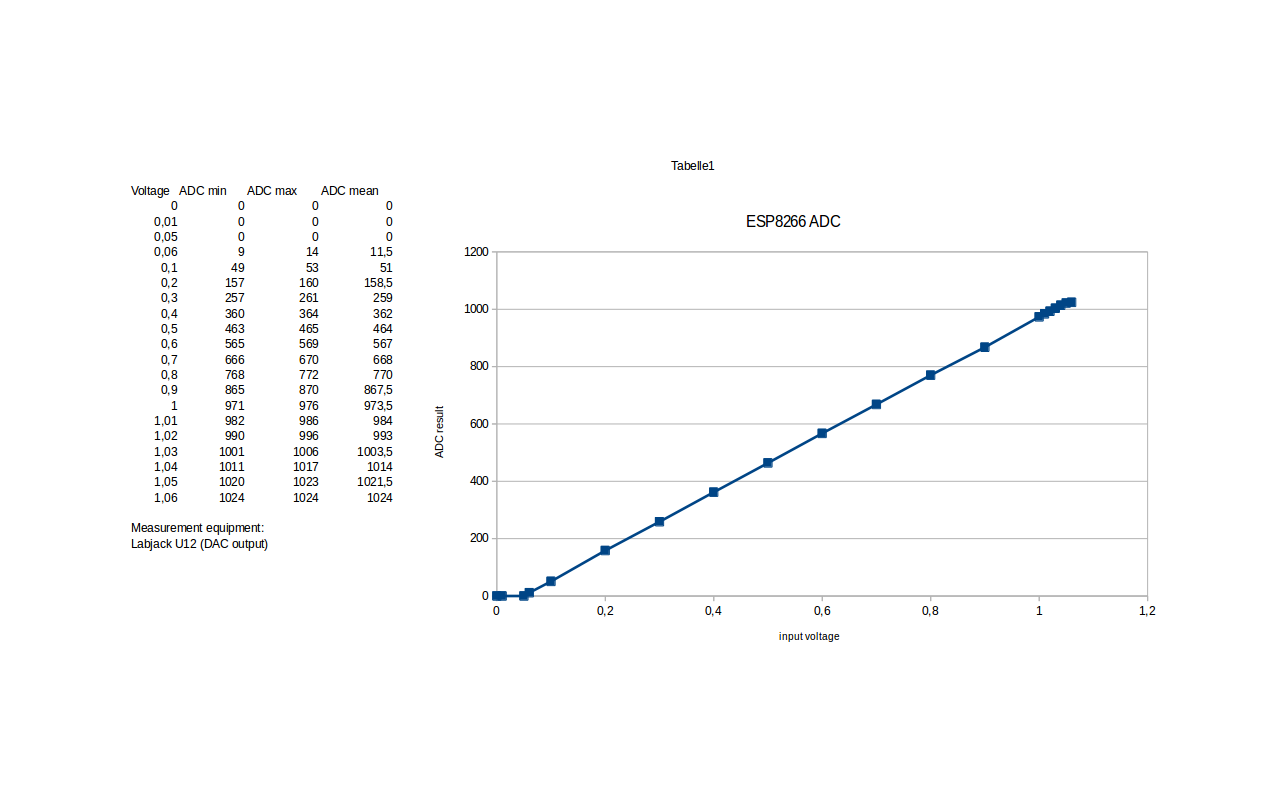 Tabelle1
Voltage ADC min ADC max ADC mean
0 0 0 0
0,01 0 0 0
0,05 0 0 0
0,06 9 14 11,5
0,1 49 53 51
0,2 157 160 158,5
0,3 257 261 259
0,4 360 364 362
0,5 463 465 464
0,6 565 569 567
0,7 666 670 668
0,8 768 772 770
0,9 865 870 867,5
1 971 976 973,5
1,01 982 986 984
1,02 990 996 993
1,03 1001 1006 1003,5
1,04 1011 1017 1014
1,05 1020 1023 1021,5
1,06 1024 1024 1024
Measurement equipment:
Labjack U12 (DAC output)
ESP8266 ADC
1200
1000
800
600
400
200
0
ADC result
0 0,2 0,4 0,6 0,8 1 1,2
input voltage